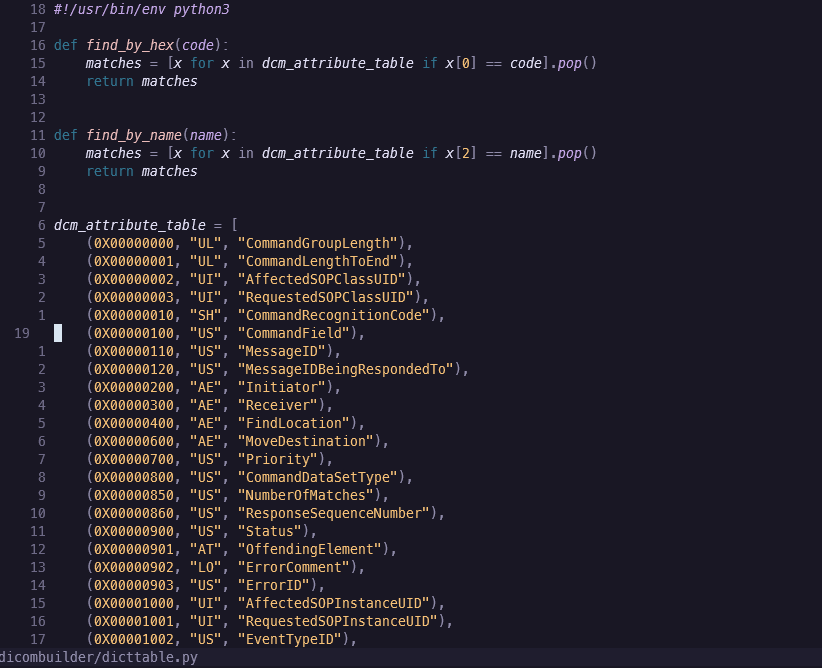 18 #!/usr/bin/env python3
17
16 def find_by_hex(code):
15     matches = [x for x in dcm_attribute_table if x[0] == code].pop()
14     return matches
13
12
11 def find_by_name(name):
10     matches = [x for x in dcm_attribute_table if x[2] == name].pop()
9     return matches
8
7
6 dcm_attribute_table = [
5     (0X00000000, "UL", "CommandGroupLength"),
4     (0X00000001, "UL", "CommandLengthToEnd"),
3     (0X00000002, "UI", "AffectedSOPClassUID"),
2     (0X00000003, "UI", "RequestedSOPClassUID"),
1     (0X00000010, "SH", "CommandRecognitionCode"),
19     (0X00000100, "US", "CommandField"),
1     (0X00000110, "US", "MessageID"),
2     (0X00000120, "US", "MessageIDBeingRespondedTo"),
3     (0X00000200, "AE", "Initiator"),
4     (0X00000300, "AE", "Receiver"),
5     (0X00000400, "AE", "FindLocation"),
6     (0X00000600, "AE", "MoveDestination"),
7     (0X00000700, "US", "Priority"),
8     (0X00000800, "US", "CommandDataSetType"),
9     (0X00000850, "US", "NumberOfMatches"),
10     (0X00000860, "US", "ResponseSequenceNumber"),
11     (0X00000900, "US", "Status"),
12     (0X00000901, "AT", "OffendingElement"),
13     (0X00000902, "LO", "ErrorComment"),
14     (0X00000903, "US", "ErrorID"),
15     (0X00001000, "UI", "AffectedSOPInstanceUID"),
16     (0X00001001, "UI", "RequestedSOPInstanceUID"),
17     (0X00001002, "US", "EventTypeID"),
dicombuilder/dicttable.py